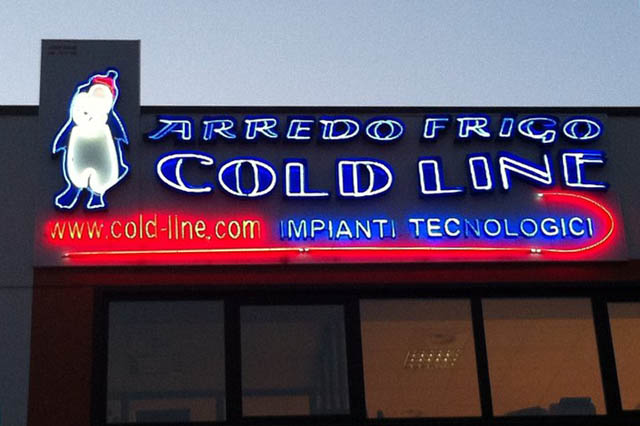 ARREDO FRIGO
COLD LINE
www.cold-line.com IMPIANTI TECNOLOGICI